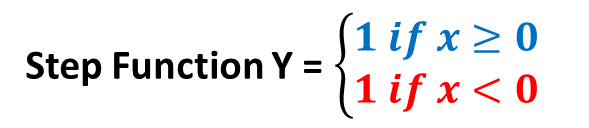 Step Function Y = { 1 if x ≥ 0
1 if x < 0